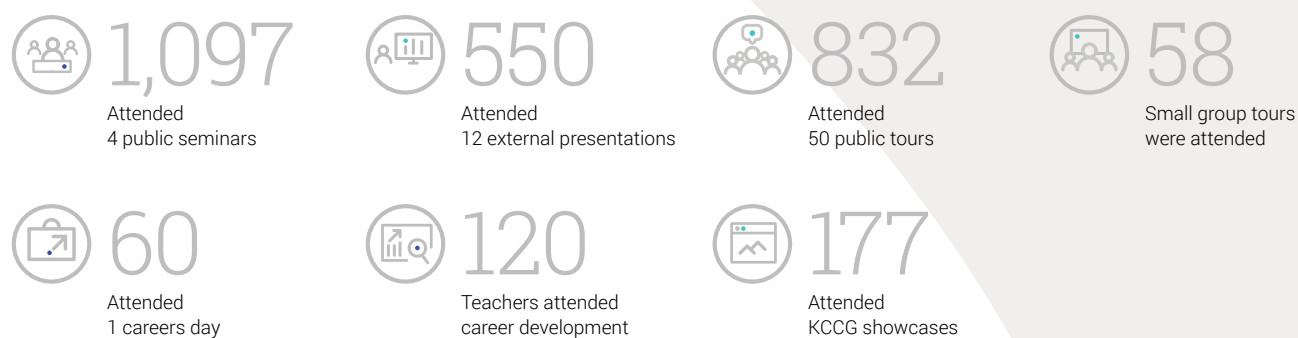 1,097
Attended
4 public seminars
550
Attended
12 external presentations
832
Attended
50 public tours
58
Small group tours
were attended
60
Attended
1 careers day
120
Teachers attended
career development
177
Attended
KCCG showcases